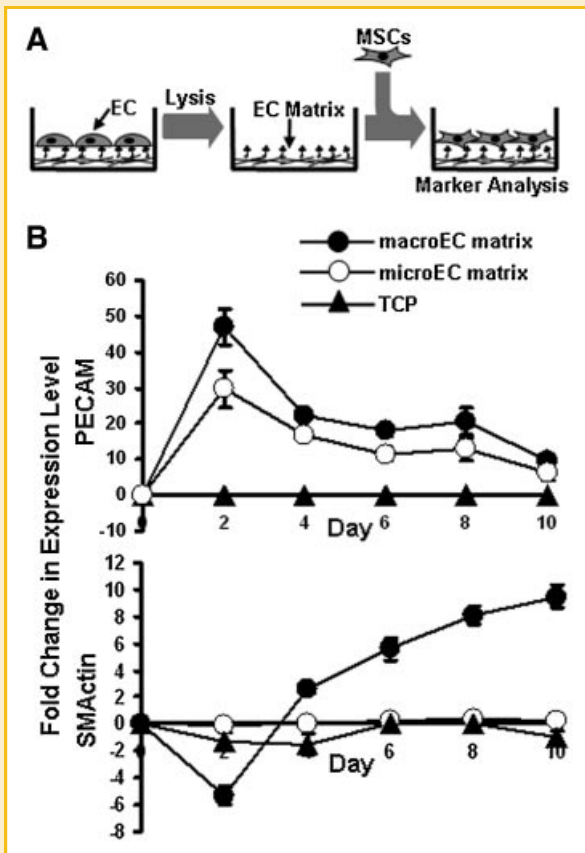 A
MSCs
EC
Lysis
EC Matrix
Marker Analysis
B
macroEC matrix
microEC matrix
TCP
Fold Change in Expression Level
PECAM
60
50
40
30
20
10
0
-10
2
4
6
8
10
Day
SMActin
12
10
8
6
4
2
0
-2
-4
-6
-8
2
6
8
10
Day